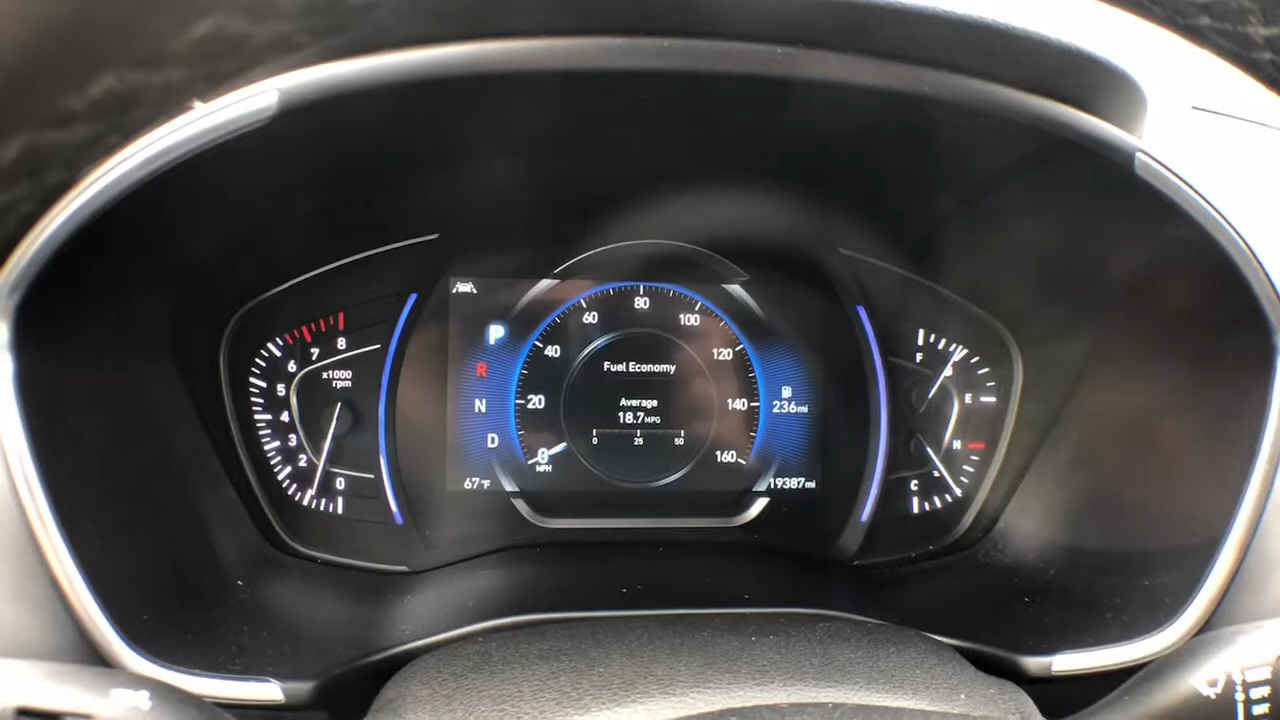 8
7
6
5
4
3
2
0
x1000
rpm
P
R
N
D
67°F
0
MPH
20
40
60
80
100
120
140
160
Fuel Economy
Average
18.7MPG
0 25 50
236mi
19387mi
F
E
H
C